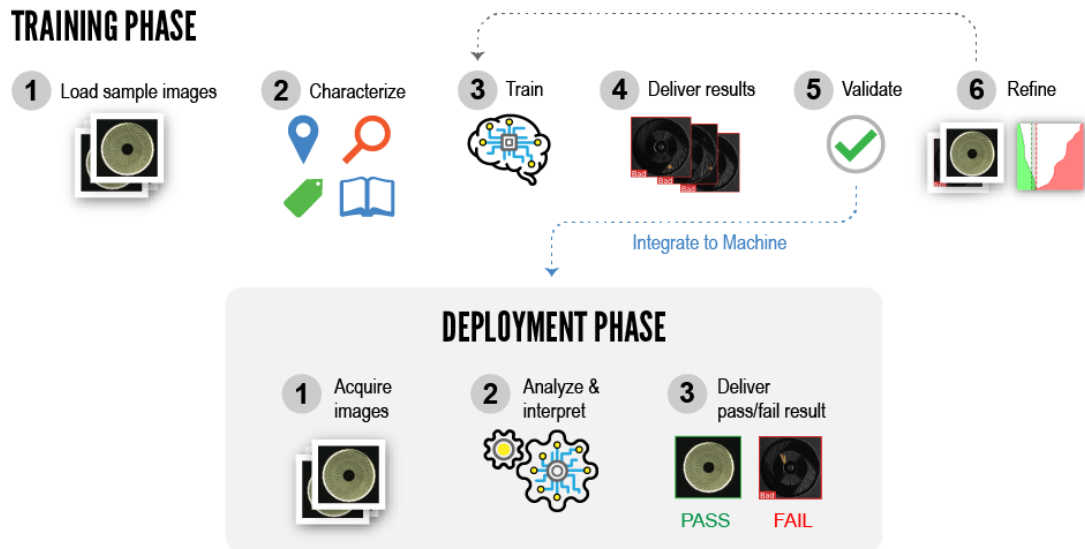 TRAINING PHASE
1 Load sample images
2 Characterize
3 Train
4 Deliver results
5 Validate
6 Refine
Bad
Bad
Bad
Bad
Integrate to Machine
DEPLOYMENT PHASE
1 Acquire
images
2 Analyze &
interpret
3 Deliver
pass/fail result
Bad
PASS
FAIL